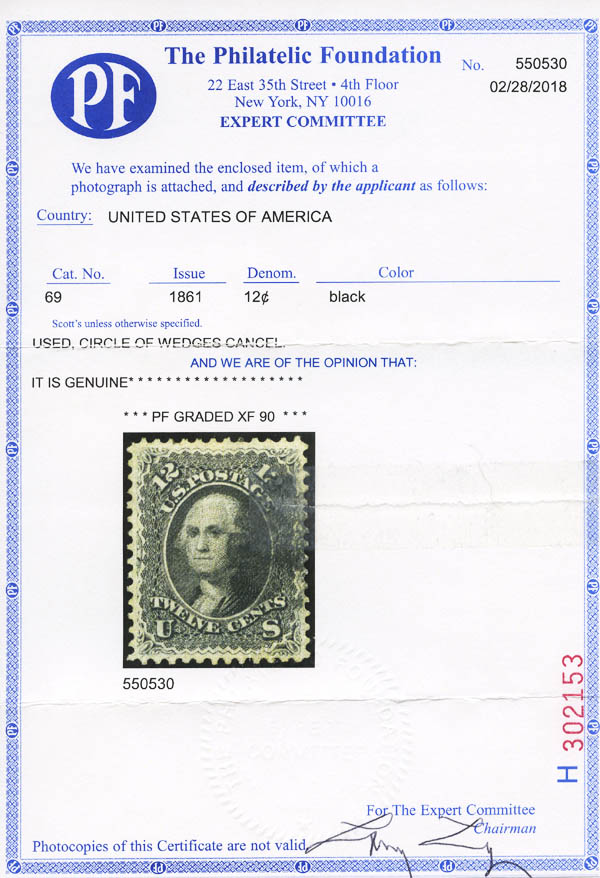 PF
The Philatelic Foundation
No. 550530
22 East 35th Street • 4th Floor
02/28/2018
New York, NY 10016
EXPERT COMMITTEE
We have examined the enclosed item, of which a
photograph is attached, and described by the applicant as follows:
Country: UNITED STATES OF AMERICA
Cat. No. Issue Denom. Color
69 1861 12¢ black
Scott's unless otherwise specified.
USED, CIRCLE OF WEDGES CANCEL.
AND WE ARE OF THE OPINION THAT:
IT IS GENUINE* * * * * * * * * * * * * * * * * * *
* * * PF GRADED XF 90 * * *
12 12
U.S. POSTAGE
TWELVE CENTS
U S
550530
H 302153
For The Expert Committee
Chairman
Photocopies of this Certificate are not valid.